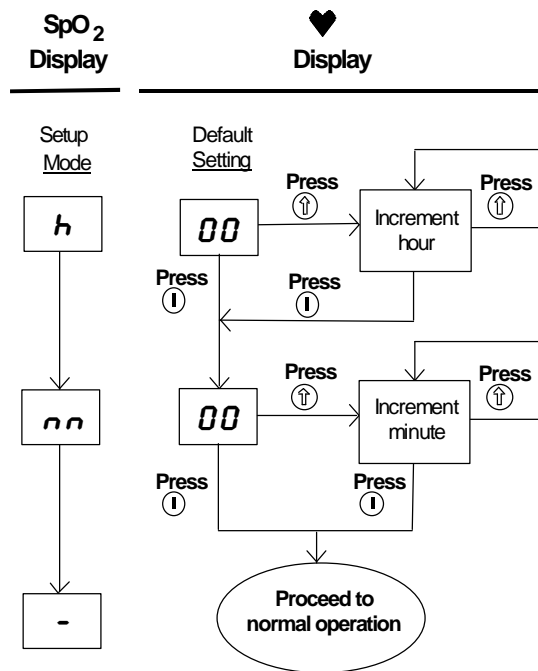 SpO2
Display
♥
Display
Setup
Mode
Default
Setting
h
00
Press
⇧
Increment
hour
Press
⇧
Press
I
Press
I
nn
00
Press
⇧
Increment
minute
Press
⇧
Press
I
Press
I
-
Proceed to
normal operation